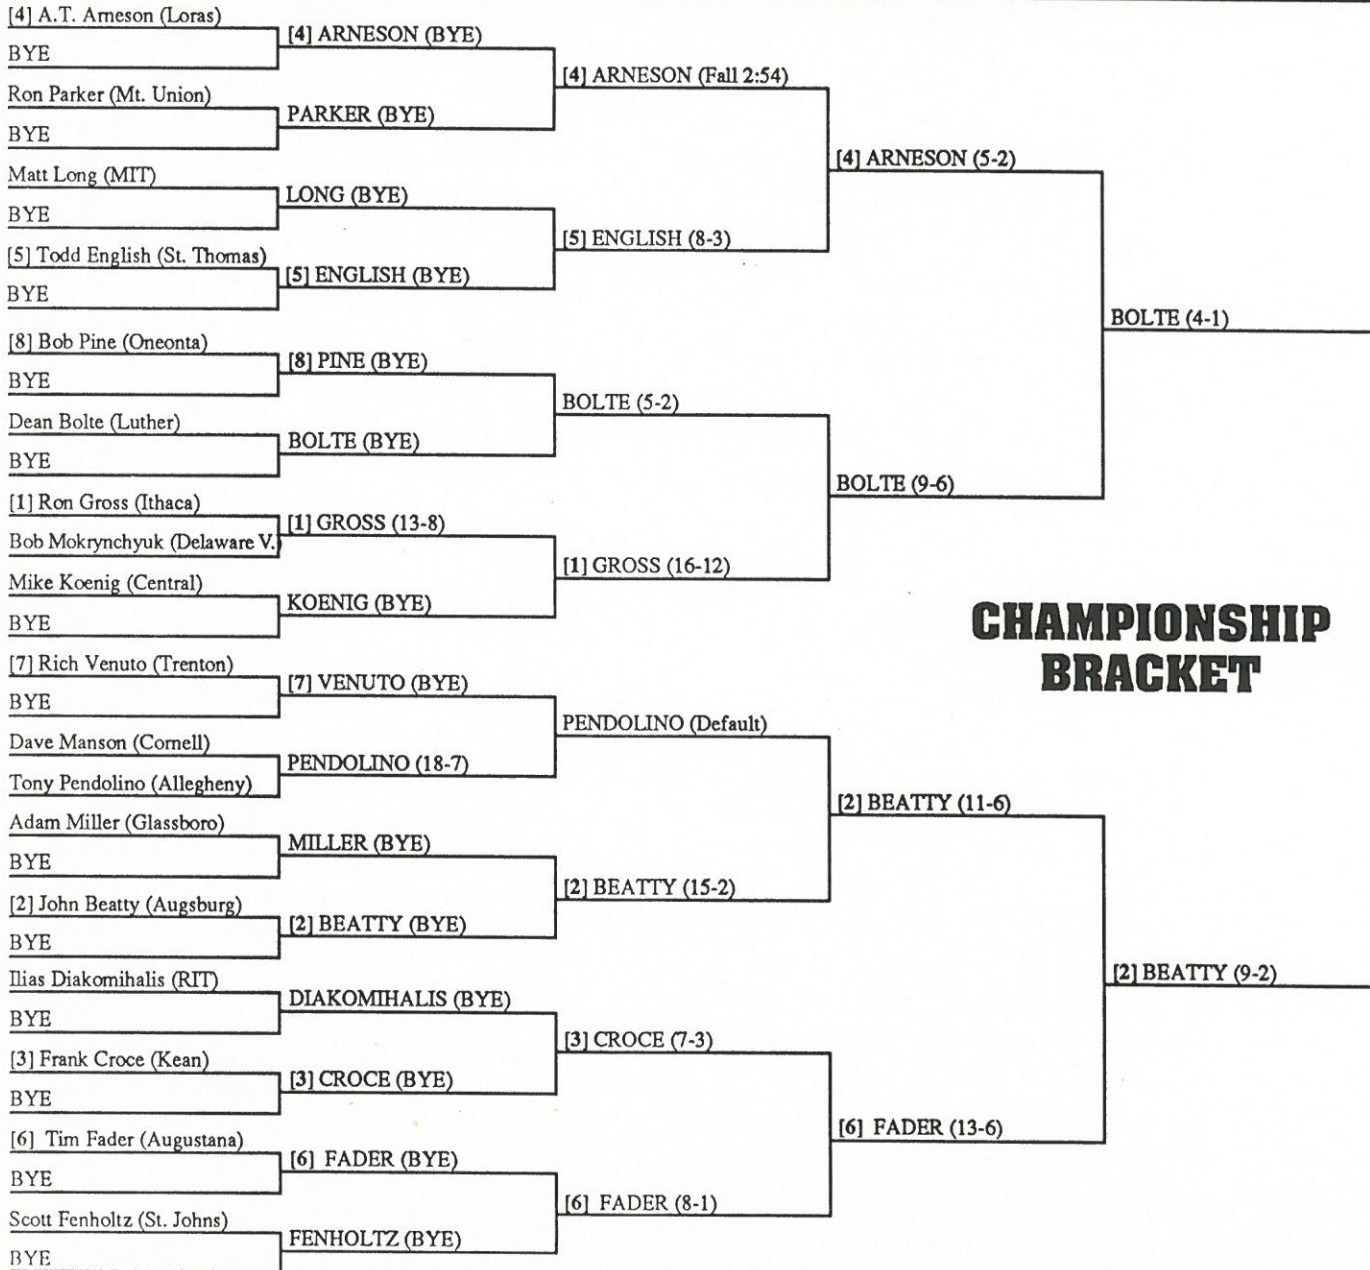 [4] A.T. Arneson (Loras)
BYE
Ron Parker (Mt. Union)
BYE
Matt Long (MIT)
BYE
[5] Todd English (St. Thomas)
BYE
[8] Bob Pine (Oneonta)
BYE
Dean Bolte (Luther)
BYE
[1] Ron Gross (Ithaca)
Bob Mokrynchyuk (Delaware V.)
Mike Koenig (Central)
BYE
[7] Rich Venuto (Trenton)
BYE
Dave Manson (Cornell)
Tony Pendolino (Allegheny)
Adam Miller (Glassboro)
BYE
[2] John Beatty (Augsburg)
BYE
Ilias Diakomihalis (RIT)
BYE
[3] Frank Croce (Kean)
BYE
[6] Tim Fader (Augustana)
BYE
Scott Fenholtz (St. Johns)
BYE
[4] ARNESON (BYE)
PARKER (BYE)
LONG (BYE)
[5] ENGLISH (BYE)
[8] PINE (BYE)
BOLTE (BYE)
[1] GROSS (13-8)
KOENIG (BYE)
[7] VENUTO (BYE)
PENDOLINO (18-7)
MILLER (BYE)
[2] BEATTY (BYE)
DIAKOMIHALIS (BYE)
[3] CROCE (BYE)
[6] FADER (BYE)
FENHOLTZ (BYE)
[4] ARNESON (Fall 2:54)
[5] ENGLISH (8-3)
BOLTE (5-2)
[1] GROSS (16-12)
PENDOLINO (Default)
[2] BEATTY (15-2)
[3] CROCE (7-3)
[6] FADER (8-1)
[4] ARNESON (5-2)
BOLTE (9-6)
[2] BEATTY (11-6)
[6] FADER (13-6)
BOLTE (4-1)
[2] BEATTY (9-2)
CHAMPIONSHIP
BRACKET